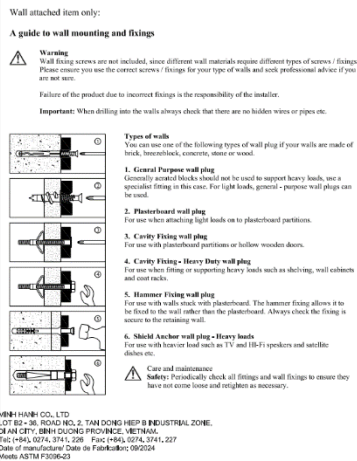 Wall attached item only:
A guide to wall mounting and fixings
Warning
Wall fixing screws are not included, since different wall materials require different types of screws / fixings
Please ensure you use the correct screws / fixings for your type of walls and seek professional advice if you
are not sure.
Failure of the product due to incorrect fixings is the responsibility of the installer.
Important: When drilling into the walls always check that there are no hidden wires or pipes etc.
Types of walls
You can use one of the following types of wall plug if your walls are made of
brick, breezeblock, concrete, stone or wood.
1. Genral Purpose wall plug
Generally aerated blocks should not be used to support heavy loads, use a
specialist fitting in this case. For light loads, general - purpose wall plugs can
be used.
2. Plasterboard wall plug
For use when attaching light loads on to plasterboard partitions.
3. Cavity Fixing wall plug
For use with plasterboard partitions or hollow wooden doors.
4. Cavity Fixing - Heavy Duty wall plug
For use when fitting or supporting heavy loads such as shelving, wall cabinets
and coat racks.
5. Hammer Fixing wall plug
For use with walls stuck with plasterboard. The hammer fixing allows it to
be fixed to the wall rather than the plasterboard. Always check the fixing is
secure to the retaining wall.
6. Shield Anchor wall plug - Heavy loads
For use with heavier load such as TV and HI-Fi speskers and satellite
dishes etc.
Care and maintenance
Safety: Periodically check all fittings and wall fixings to ensure they
have not come loose and retighten as necessary.
1
2
3
4
5
6
MINH HANH CO., LTD
LOT B2 - 36, ROAD NO, 2, TAN DONG HIEP B INDUSTRIAL ZONE,
DI AN CITY, BINH DUONG PROVINCE, VIETNAM.
Tel: (+84), 0274, 3741, 226 Fax: (+84), 0274, 3741, 227
Date of manufacture/ Date de Fabrication: 09/2024
Meets ASTM F3096-23